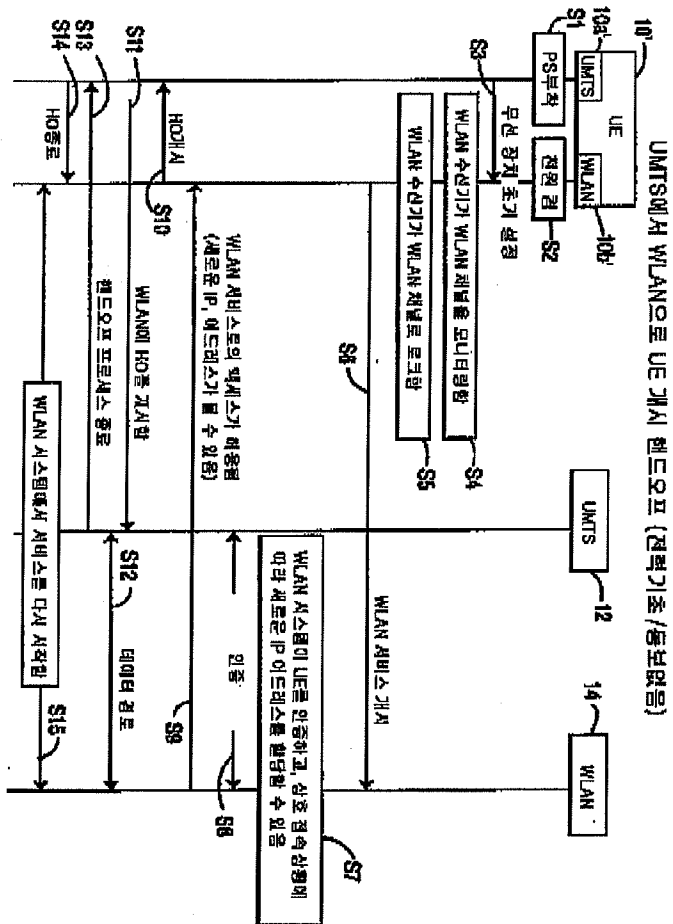 UMTS에서 WLAN으로 UE 개시 핸드오프 (전력기초/통보없음)
10'
UE
10a'
UMTS
WLAN
10b'
UMTS
12
14
WLAN
S1
PS부착
전원 켬
S2
S3
무선 장치 초기 설정
WLAN 수신기가 WLAN 채널을 모니터링함
S4
WLAN 수신기가 WLAN 채널로 로크함
S5
S6
WLAN 서비스 개시
WLAN 시스템이 UE를 인증하고, 상호 접속 상황에
따라 새로운 IP 어드레스를 할당할 수 있음
S7
인증
S8
WLAN 서비스로의 액세스가 허용됨
(새로운 IP, 어드레스가 될 수 있음)
S9
HO개시
S10
S11
WLAN에 HO를 개시함
S12
데이터 경로
S13
핸드오프 프로세스 종료
S14
HO종료
WLAN 시스템에서 서비스를 다시 시작함
S15